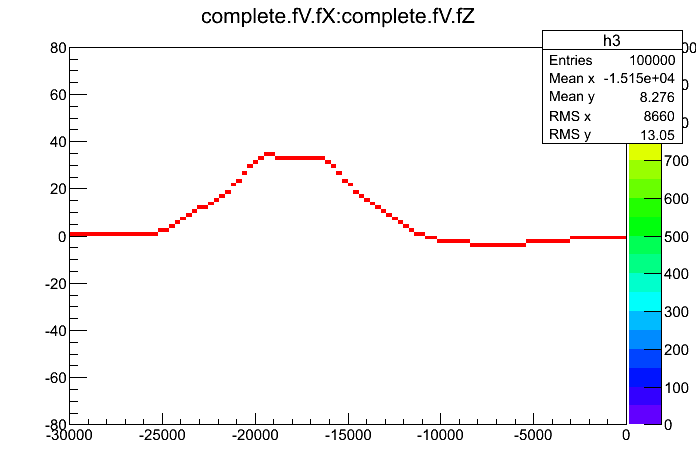 complete.fV.fX:complete.fV.fZ
h3
Entries 100000
Mean x -1.515e+04
Mean y 8.276
RMS x 8660
RMS y 13.05
80
60
40
20
0
-20
-40
-60
-80
-30000 -25000 -20000 -15000 -10000 -5000 0
700
600
500
400
300
200
100
0